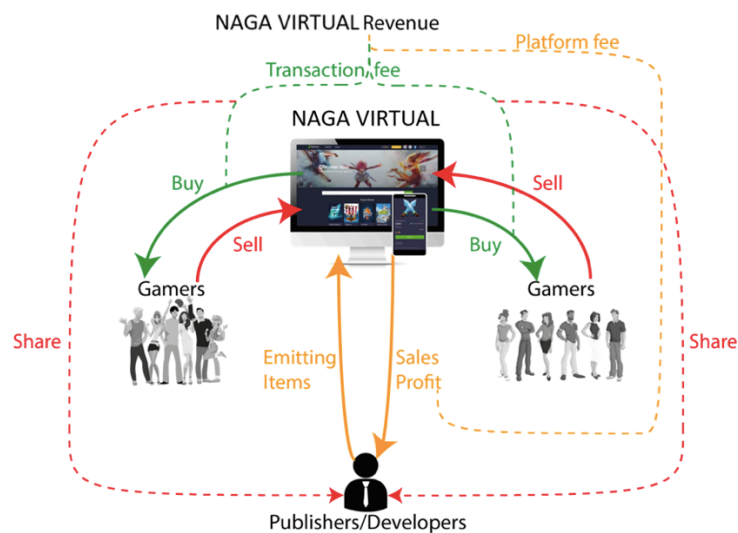 NAGA VIRTUAL Revenue
Platform fee
Transaction fee
NAGA VIRTUAL
Buy
Sell
Sell
Buy
Gamers
Gamers
Share
Share
Emitting
Items
Sales
Profit
Publishers/Developers